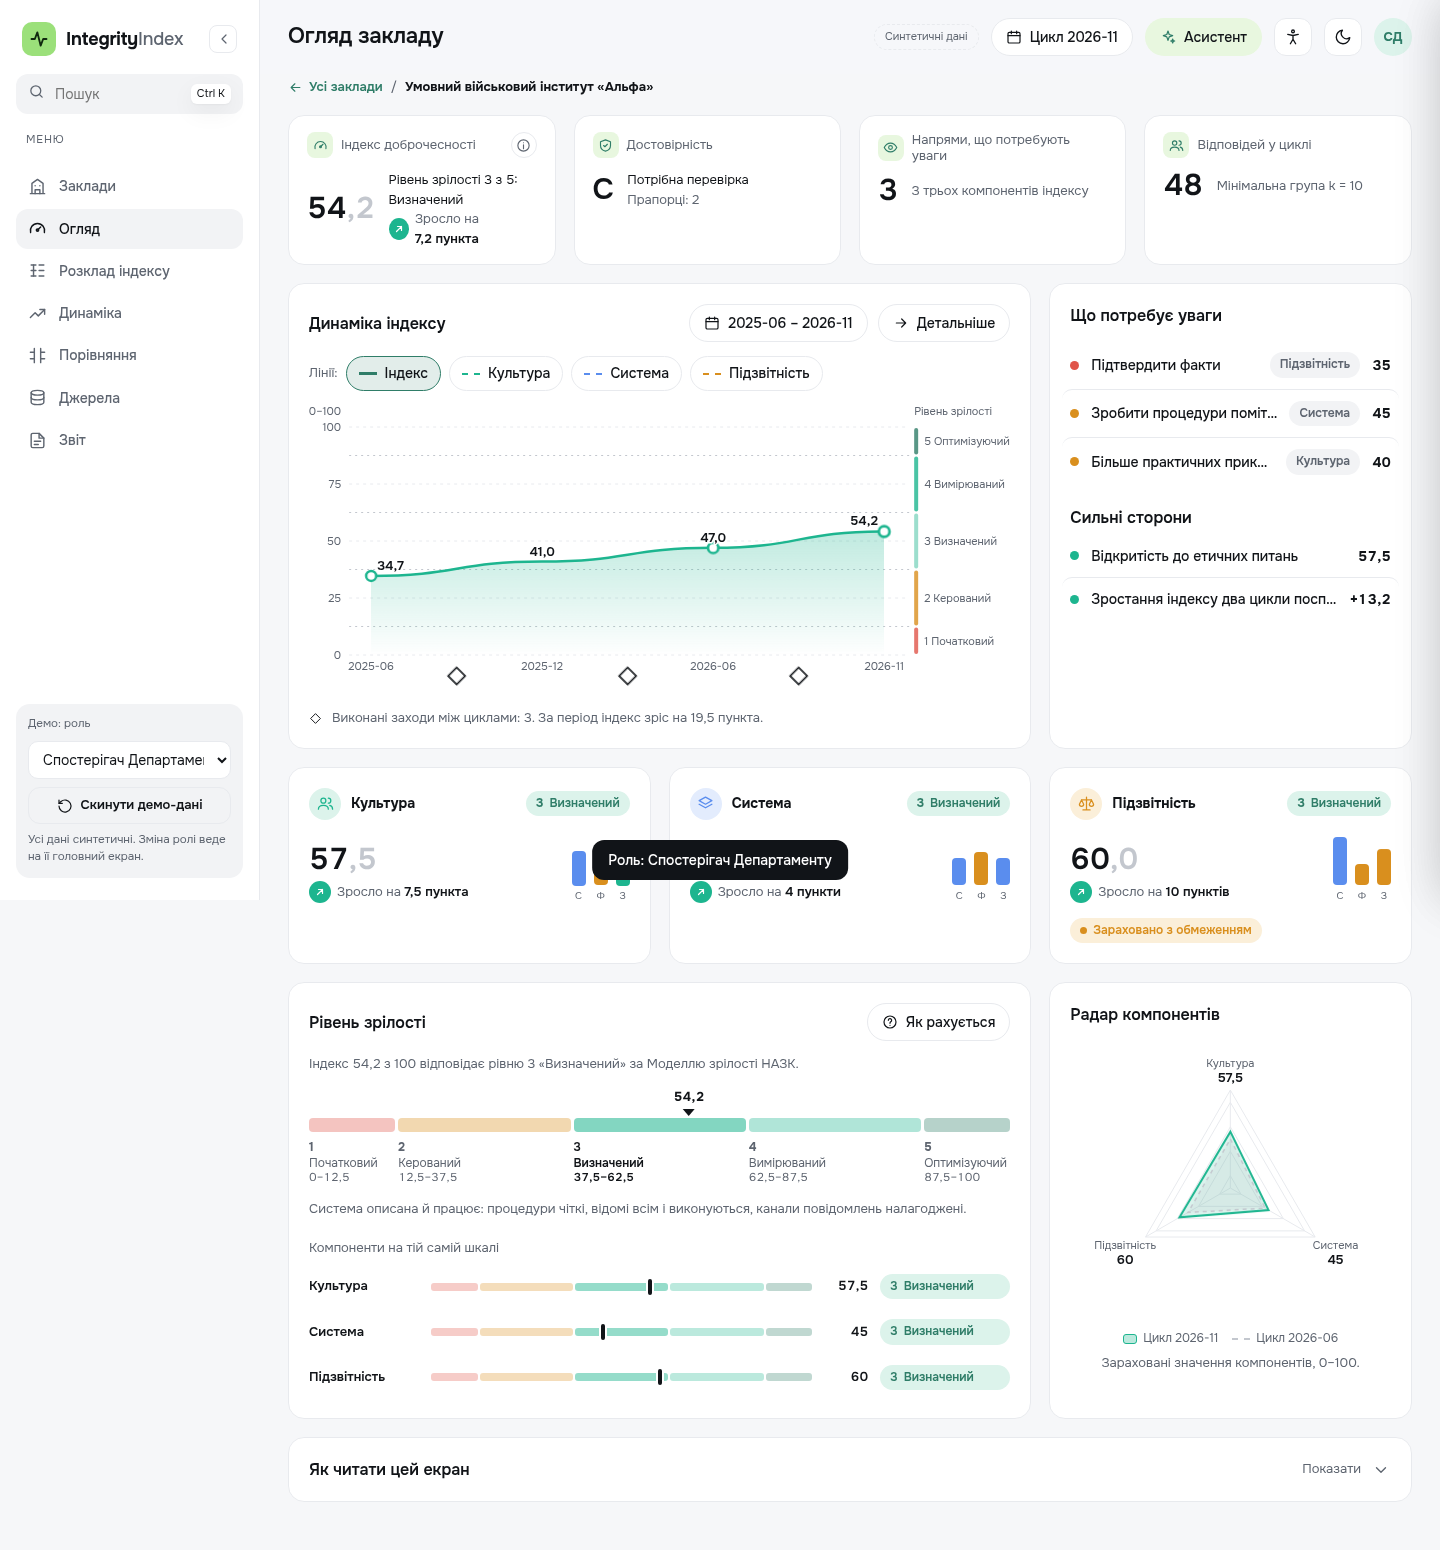 IntegrityIndex
Пошук
Ctrl K
МЕНЮ
Заклади
Огляд
Розклад індексу
Динаміка
Порівняння
Джерела
Звіт
Демо: роль
Спостерігач Департамен
Скинути демо-дані
Усі дані синтетичні. Зміна ролі веде
на її головний екран.
Огляд закладу
Синтетичні дані
Цикл 2026-11
Асистент
СД
← Усі заклади / Умовний військовий інститут «Альфа»
Індекс доброчесності
54,2
Рівень зрілості 3 з 5:
Визначений
Зросло на
7,2 пункта
Достовірність
C
Потрібна перевірка
Прапорці: 2
Напрями, що потребують
уваги
3
З трьох компонентів індексу
Відповідей у циклі
48
Мінімальна група k = 10
Динаміка індексу
2025-06 – 2026-11
Детальніше
Лінії:
Індекс
Культура
Система
Підзвітність
0–100
Рівень зрілості
100
75
50
25
0
5 Оптимізуючий
4 Вимірюваний
3 Визначений
2 Керований
1 Початковий
34,7
41,0
47,0
54,2
2025-06
2025-12
2026-06
2026-11
Виконані заходи між циклами: 3. За період індекс зріс на 19,5 пункта.
Що потребує уваги
Підтвердити факти Підзвітність 35
Зробити процедури поміт... Система 45
Більше практичних прик... Культура 40
Сильні сторони
Відкритість до етичних питань 57,5
Зростання індексу два цикли посп... +13,2
Культура
3 Визначений
57,5
Зросло на 7,5 пункта
С Ф З
Система
3 Визначений
Зросло на 4 пункти
С Ф З
Роль: Спостерігач Департаменту
Підзвітність
3 Визначений
60,0
Зросло на 10 пунктів
С Ф З
Зараховано з обмеженням
Рівень зрілості
Як рахується
Індекс 54,2 з 100 відповідає рівню 3 «Визначений» за Моделлю зрілості НАЗК.
54,2
1
Початковий
0–12,5
2
Керований
12,5–37,5
3
Визначений
37,5–62,5
4
Вимірюваний
62,5–87,5
5
Оптимізуючий
87,5–100
Система описана й працює: процедури чіткі, відомі всім і виконуються, канали повідомлень налагоджені.
Компоненти на тій самій шкалі
Культура 57,5 3 Визначений
Система 45 3 Визначений
Підзвітність 60 3 Визначений
Радар компонентів
Культура
57,5
Підзвітність
60
Система
45
Цикл 2026-11
Цикл 2026-06
Зараховані значення компонентів, 0–100.
Як читати цей екран
Показати